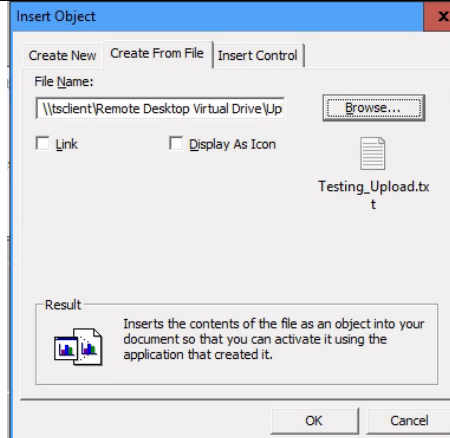 Insert Object
x
Create New Create From File Insert Control
File Name:
\\tsclient\Remote Desktop Virtual Drive\Up
Browse...
Link
Display As Icon
Testing_Upload.tx
t
Result
Inserts the contents of the file as an object into your
document so that you can activate it using the
application that created it.
OK
Cancel